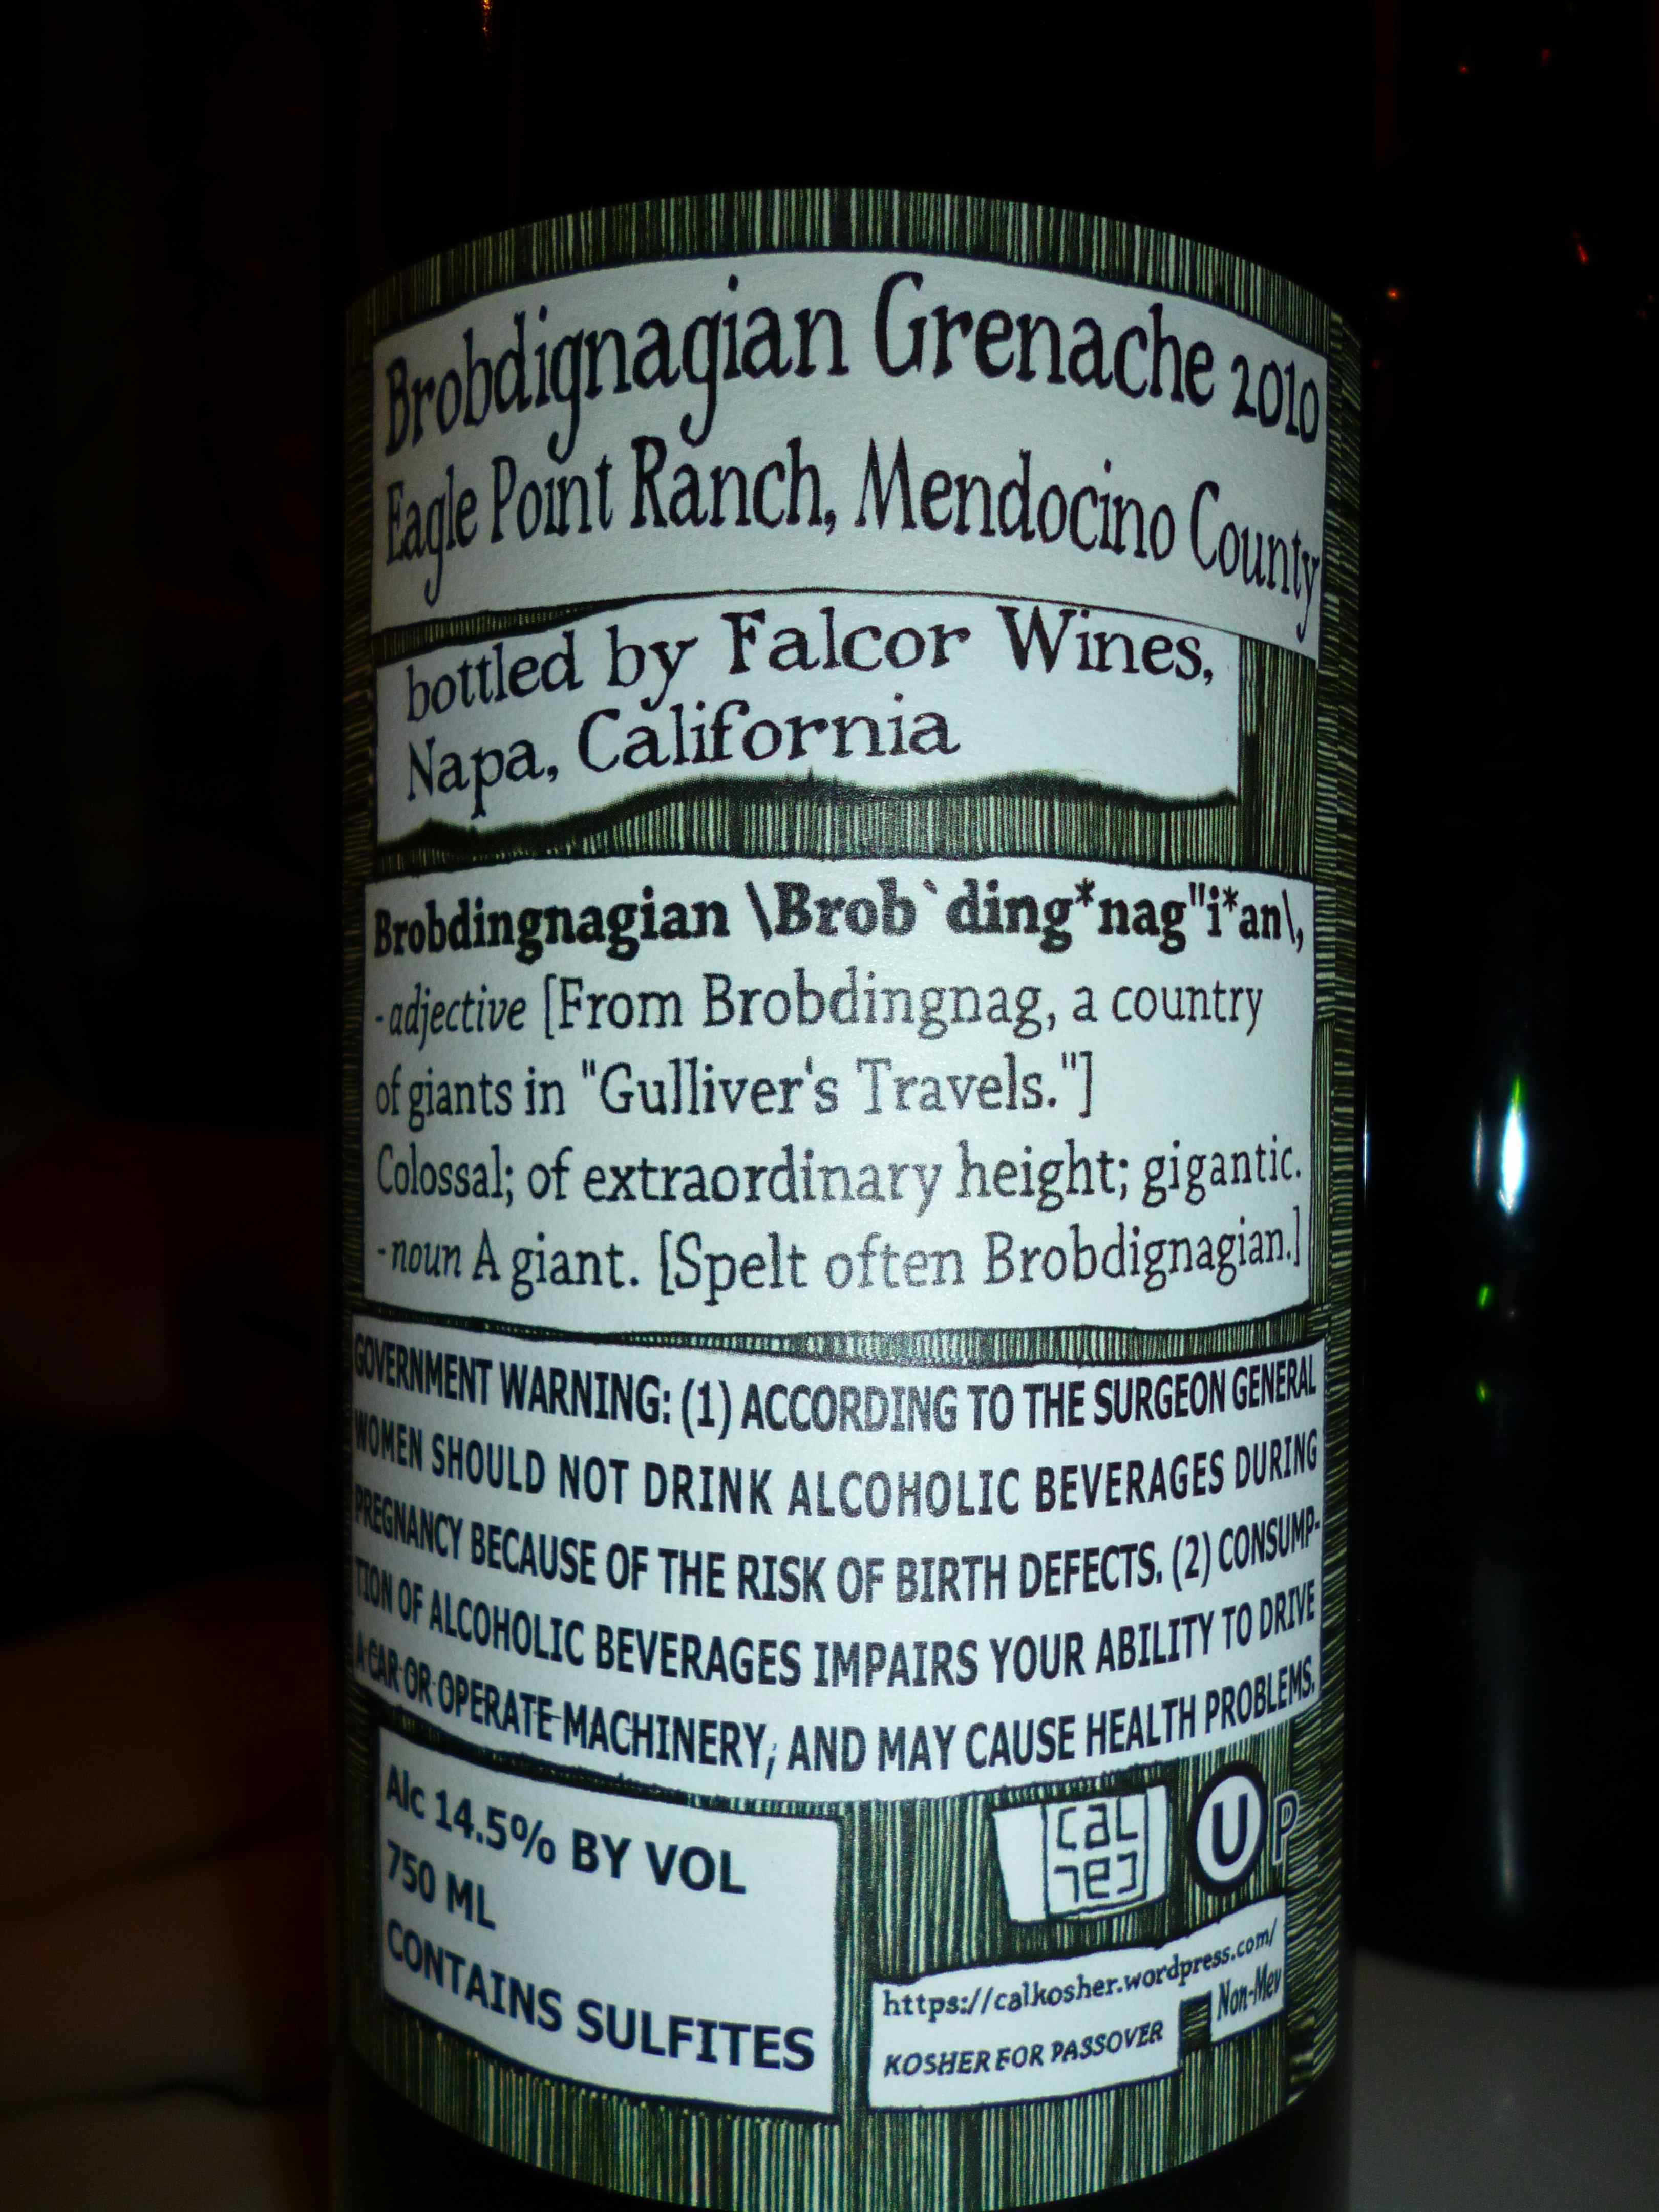 Brobdignagian Grenache 2010
Eagle Point Ranch, Mendocino County
bottled by Falcor Wines,
Napa, California
Brobdingnagian \Brob`ding*nag"i*an\,
-adjective [From Brobdingnag, a country
of giants in "Gulliver's Travels."]
Colossal; of extraordinary height; gigantic.
-noun A giant. [Spelt often Brobdignagian.]
GOVERNMENT WARNING: (1) ACCORDING TO THE SURGEON GENERAL
WOMEN SHOULD NOT DRINK ALCOHOLIC BEVERAGES DURING
PREGNANCY BECAUSE OF THE RISK OF BIRTH DEFECTS. (2) CONSUMP-
TION OF ALCOHOLIC BEVERAGES IMPAIRS YOUR ABILITY TO DRIVE
A CAR OR OPERATE MACHINERY, AND MAY CAUSE HEALTH PROBLEMS.
Alc 14.5% BY VOL
750 ML
CONTAINS SULFITES
CAL
כשר
U P
https://calkosher.wordpress.com/
KOSHER FOR PASSOVER
Non-Mev